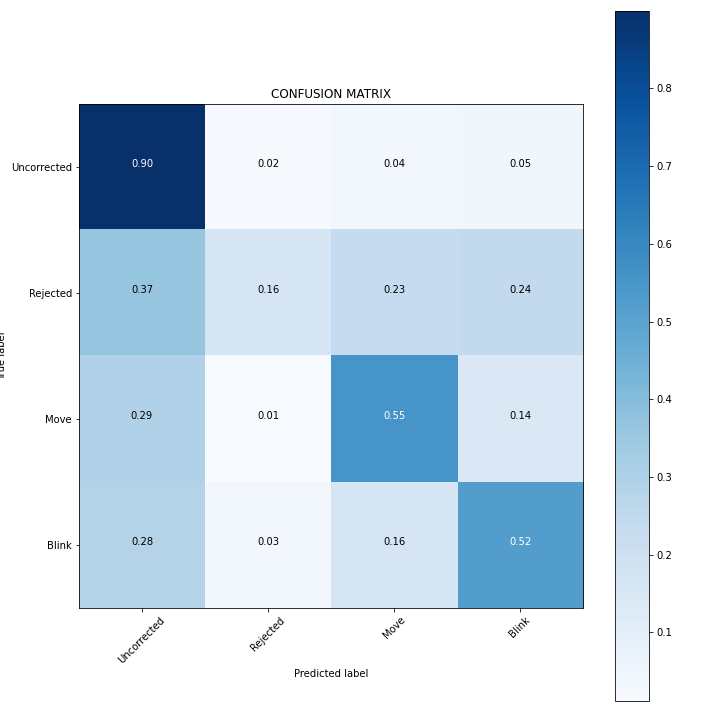 CONFUSION MATRIX
Uncorrected 0.90 0.02 0.04 0.05
Rejected 0.37 0.16 0.23 0.24
Move 0.29 0.01 0.55 0.14
Blink 0.28 0.03 0.16 0.52
Uncorrected Rejected Move Blink
Predicted label
label
0.8
0.7
0.6
0.5
0.4
0.3
0.2
0.1